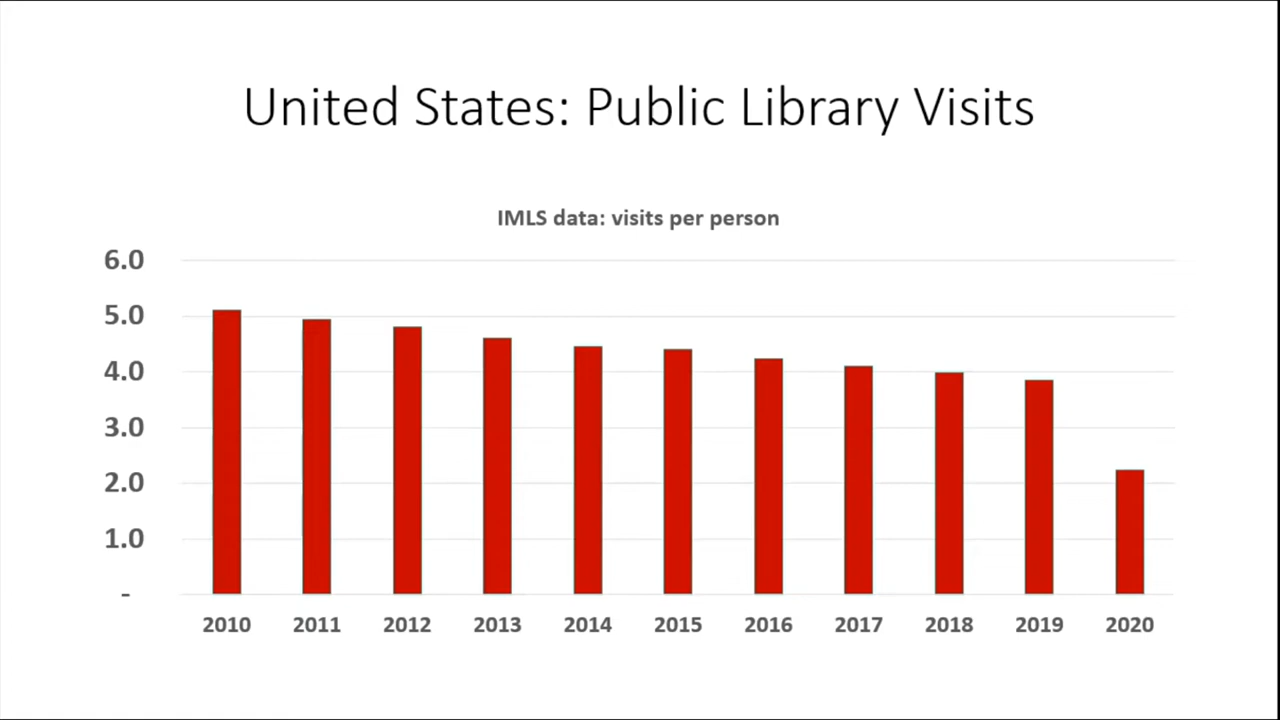 United States: Public Library Visits
IMLS data: visits per person
6.0
5.0
4.0
3.0
2.0
1.0
-
2010 2011 2012 2013 2014 2015 2016 2017 2018 2019 2020